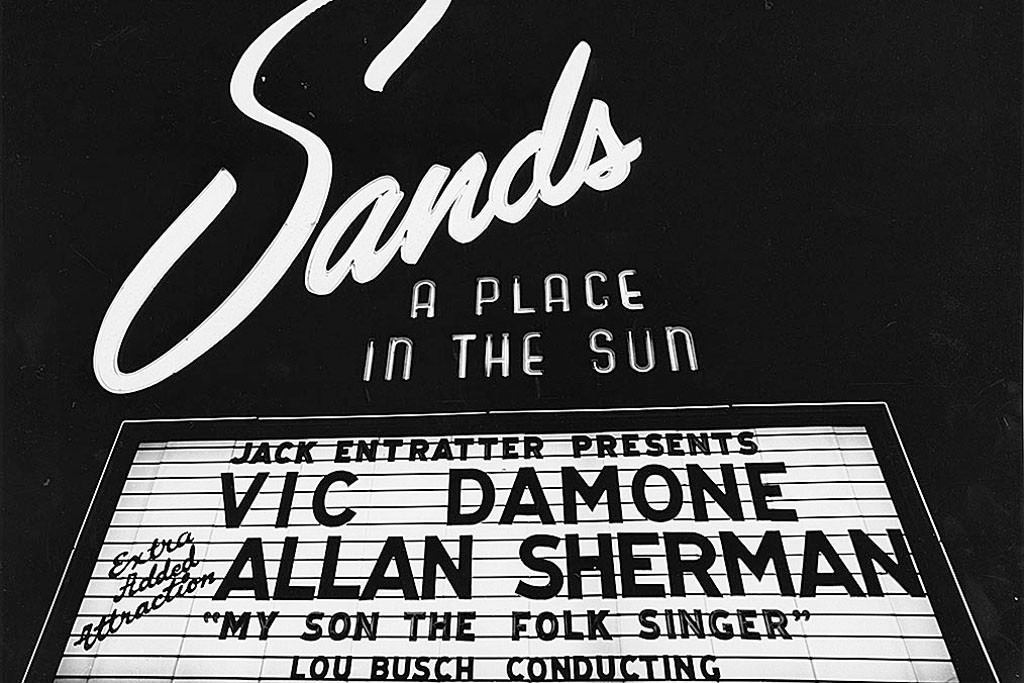 Sands
A PLACE
IN THE SUN
JACK ENTRATTER PRESENTS
VIC DAMONE
Extra
Added
Attraction
ALLAN SHERMAN
"MY SON THE FOLK SINGER"
LOU BUSCH CONDUCTING